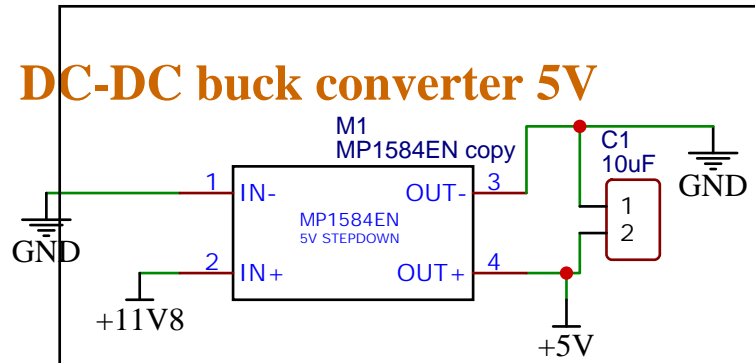 DC-DC buck converter 5V
M1
MP1584EN copy
C1
10uF
1
IN-
OUT-
3
GND
1
2
MP1584EN
5V STEPDOWN
GND
2
IN+
OUT+
4
+11V8
+5V